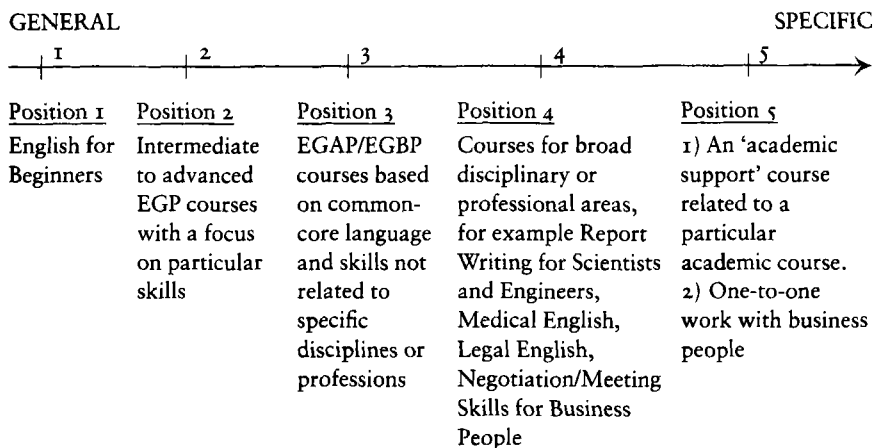 GENERAL SPECIFIC
1 2 3 4 5
Position 1
English for
Beginners
Position 2
Intermediate
to advanced
EGP courses
with a focus
on particular
skills
Position 3
EGAP/EGBP
courses based
on common-
core language
and skills not
related to
specific
disciplines or
professions
Position 4
Courses for broad
disciplinary or
professional areas,
for example Report
Writing for Scientists
and Engineers,
Medical English,
Legal English,
Negotiation/Meeting
Skills for Business
People
Position 5
1) An ‘academic
support’ course
related to a
particular
academic course.
2) One-to-one
work with business
people